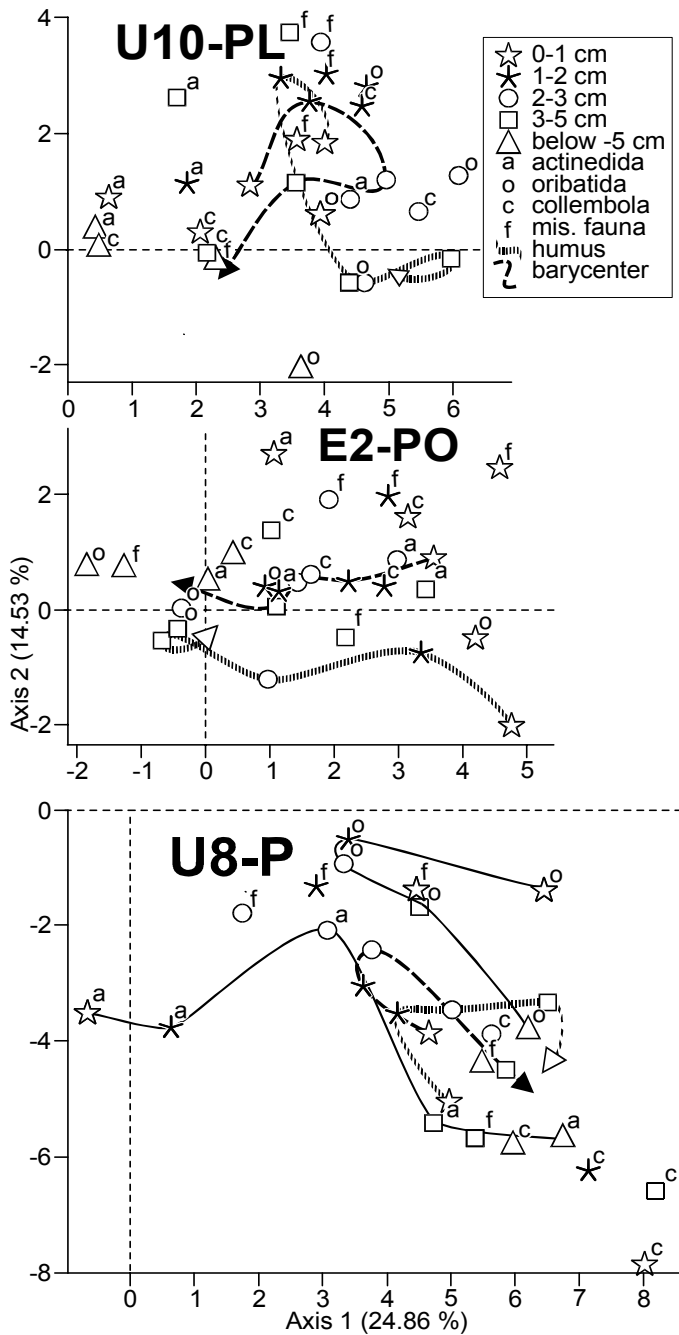 U10-PL
0-1 cm
1-2 cm
2-3 cm
3-5 cm
below -5 cm
a actinedida
o oribatida
c collembola
f mis. fauna
humus
barycenter
4
2
0
-2
f f
f
o
c
a
f
a
a
a
c
c
f
a
o
o
c
o
o
0 1 2 3 4 5 6
E2-PO
Axis 2 (14.53 %)
2
0
-2
a
f
f
f
c
c
c
a
o f
a
o a
c
a
o
o
f
o
-2 -1 0 1 2 3 4 5
U8-P
0
-2
-4
-6
-8
o
o
f
f
o
o
f
a
a
a
o
c
f
a
f
c
a
c
c
c
0 1 2 3 4 5 6 7 8
Axis 1 (24.86 %)